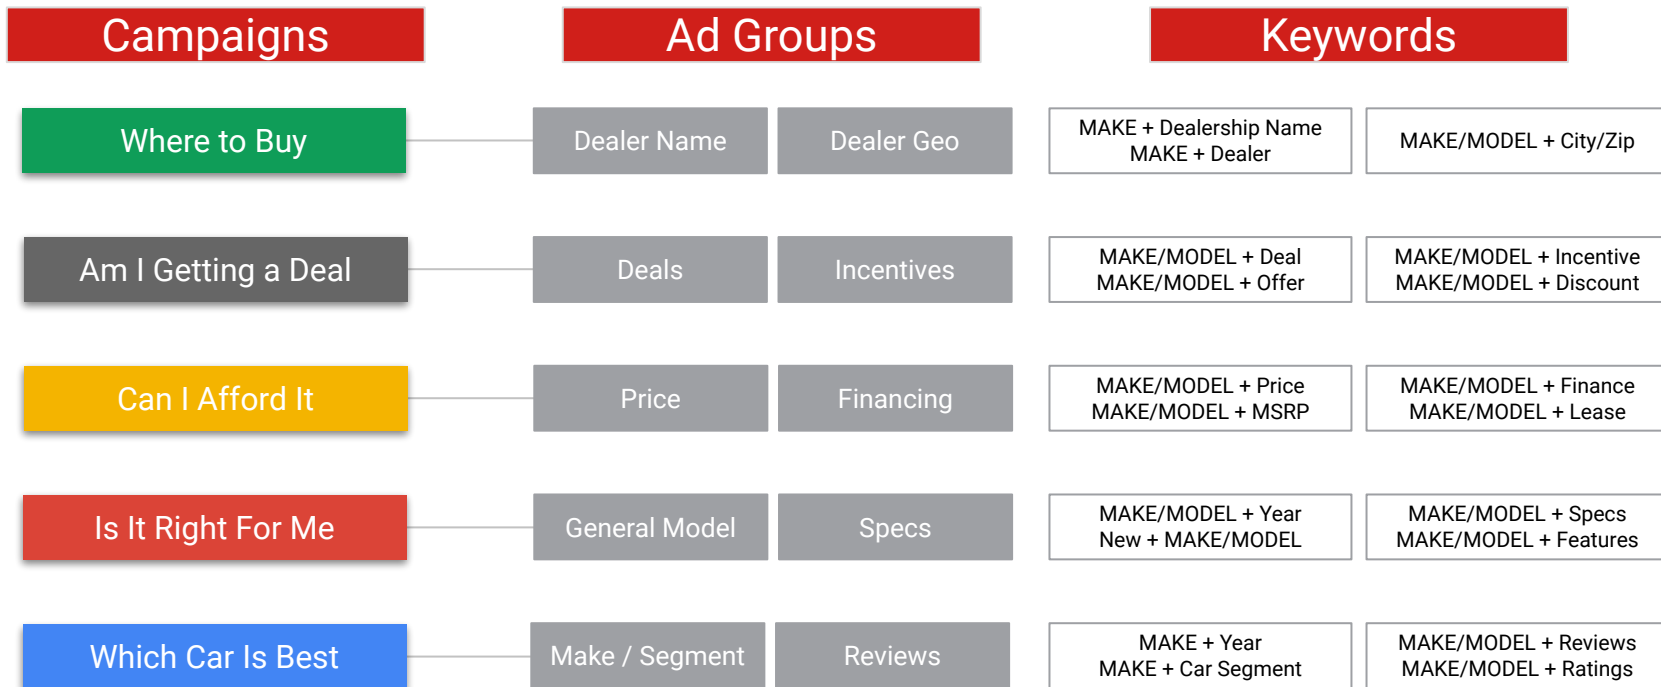 Campaigns
Ad Groups
Keywords
Where to Buy
Dealer Name
Dealer Geo
MAKE + Dealership Name
MAKE + Dealer
MAKE/MODEL + City/Zip
Am I Getting a Deal
Deals
Incentives
MAKE/MODEL + Deal
MAKE/MODEL + Offer
MAKE/MODEL + Incentive
MAKE/MODEL + Discount
Can I Afford It
Price
Financing
MAKE/MODEL + Price
MAKE/MODEL + MSRP
MAKE/MODEL + Finance
MAKE/MODEL + Lease
Is It Right For Me
General Model
Specs
MAKE/MODEL + Year
New + MAKE/MODEL
MAKE/MODEL + Specs
MAKE/MODEL + Features
Which Car Is Best
Make / Segment
Reviews
MAKE + Year
MAKE + Car Segment
MAKE/MODEL + Reviews
MAKE/MODEL + Ratings